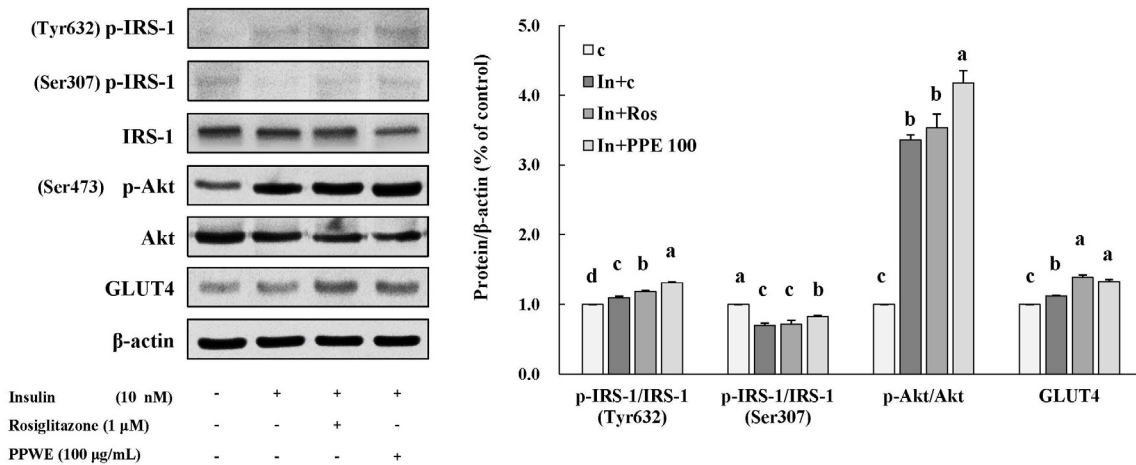 (Tyr632) p-IRS-1
(Ser307) p-IRS-1
IRS-1
(Ser473) p-Akt
Akt
GLUT4
β-actin
Insulin (10 nM) - + + +
Rosiglitazone (1 μM) - - + -
PPWE (100 μg/mL) - - - +
Protein/β-actin (% of control)
5.0
4.0
3.0
2.0
1.0
0.0
c
In+c
In+Ros
In+PPE 100
d c b a
a c c b
c b b a
c b a a
p-IRS-1/IRS-1 p-IRS-1/IRS-1 p-Akt/Akt GLUT4
(Tyr632) (Ser307)